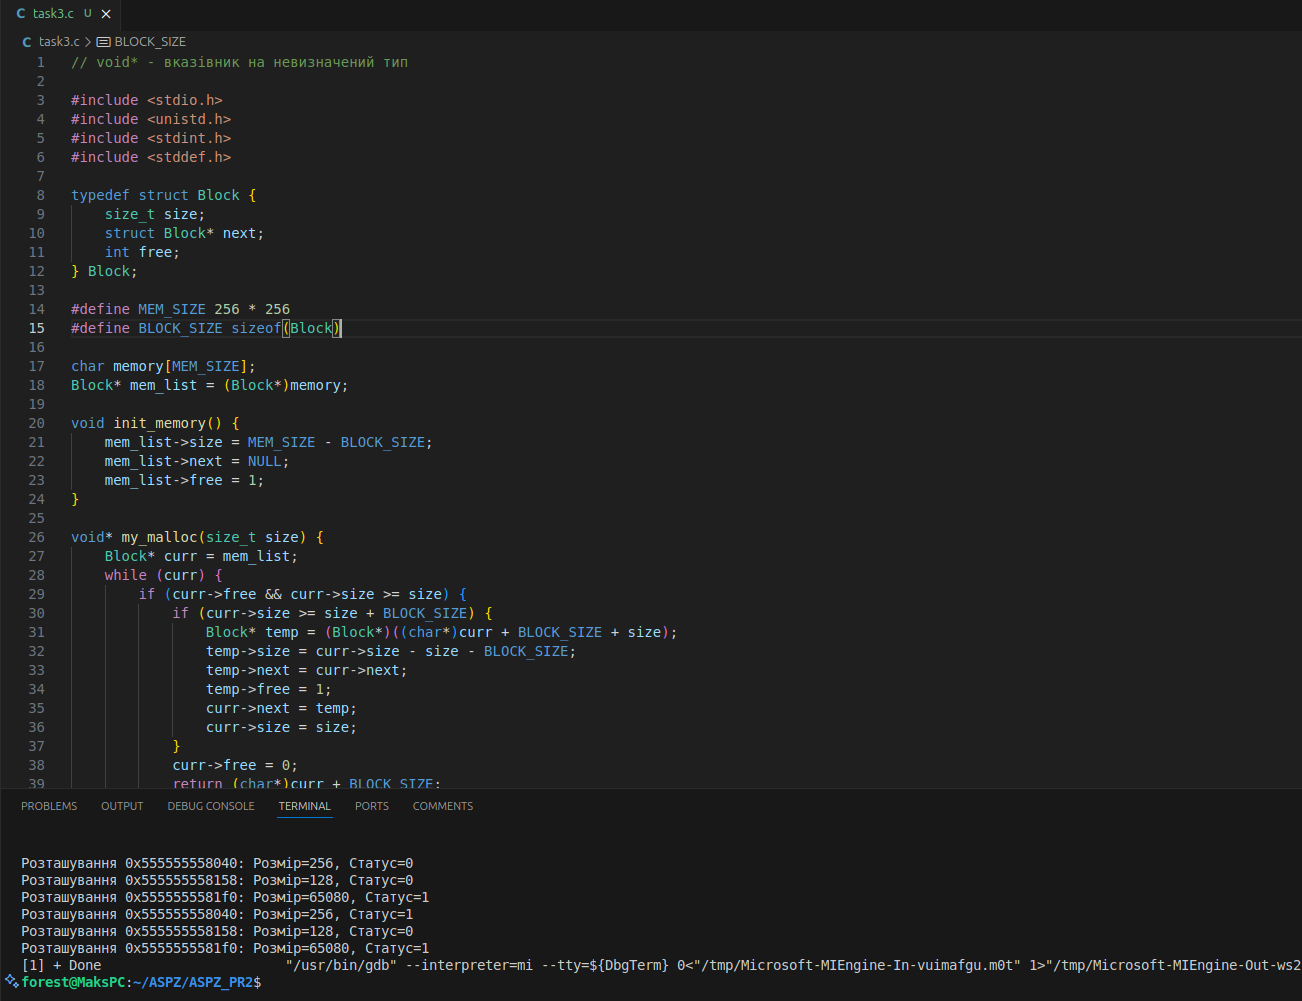 task3.c U
task3.c > BLOCK_SIZE
1 // void* - вказівник на невизначений тип
2
3 #include <stdio.h>
4 #include <unistd.h>
5 #include <stdint.h>
6 #include <stddef.h>
7
8 typedef struct Block {
9     size_t size;
10     struct Block* next;
11     int free;
12 } Block;
13
14 #define MEM_SIZE 256 * 256
15 #define BLOCK_SIZE sizeof(Block)
16
17 char memory[MEM_SIZE];
18 Block* mem_list = (Block*)memory;
19
20 void init_memory() {
21     mem_list->size = MEM_SIZE - BLOCK_SIZE;
22     mem_list->next = NULL;
23     mem_list->free = 1;
24 }
25
26 void* my_malloc(size_t size) {
27     Block* curr = mem_list;
28     while (curr) {
29         if (curr->free && curr->size >= size) {
30             if (curr->size >= size + BLOCK_SIZE) {
31                 Block* temp = (Block*)((char*)curr + BLOCK_SIZE + size);
32                 temp->size = curr->size - size - BLOCK_SIZE;
33                 temp->next = curr->next;
34                 temp->free = 1;
35                 curr->next = temp;
36                 curr->size = size;
37             }
38             curr->free = 0;
39             return (char*)curr + BLOCK_SIZE;
PROBLEMS OUTPUT DEBUG CONSOLE TERMINAL PORTS COMMENTS
Розташування 0x555555558040: Розмір=256, Статус=0
Розташування 0x555555558158: Розмір=128, Статус=0
Розташування 0x5555555581f0: Розмір=65080, Статус=1
Розташування 0x555555558040: Розмір=256, Статус=1
Розташування 0x555555558158: Розмір=128, Статус=0
Розташування 0x5555555581f0: Розмір=65080, Статус=1
[1] + Done "/usr/bin/gdb" --interpreter=mi --tty=${DbgTerm} 0<"/tmp/Microsoft-MIEngine-In-vuimafgu.m0t" 1>"/tmp/Microsoft-MIEngine-Out-ws2
forest@MaksPC:~/ASPZ/ASPZ_PR2$